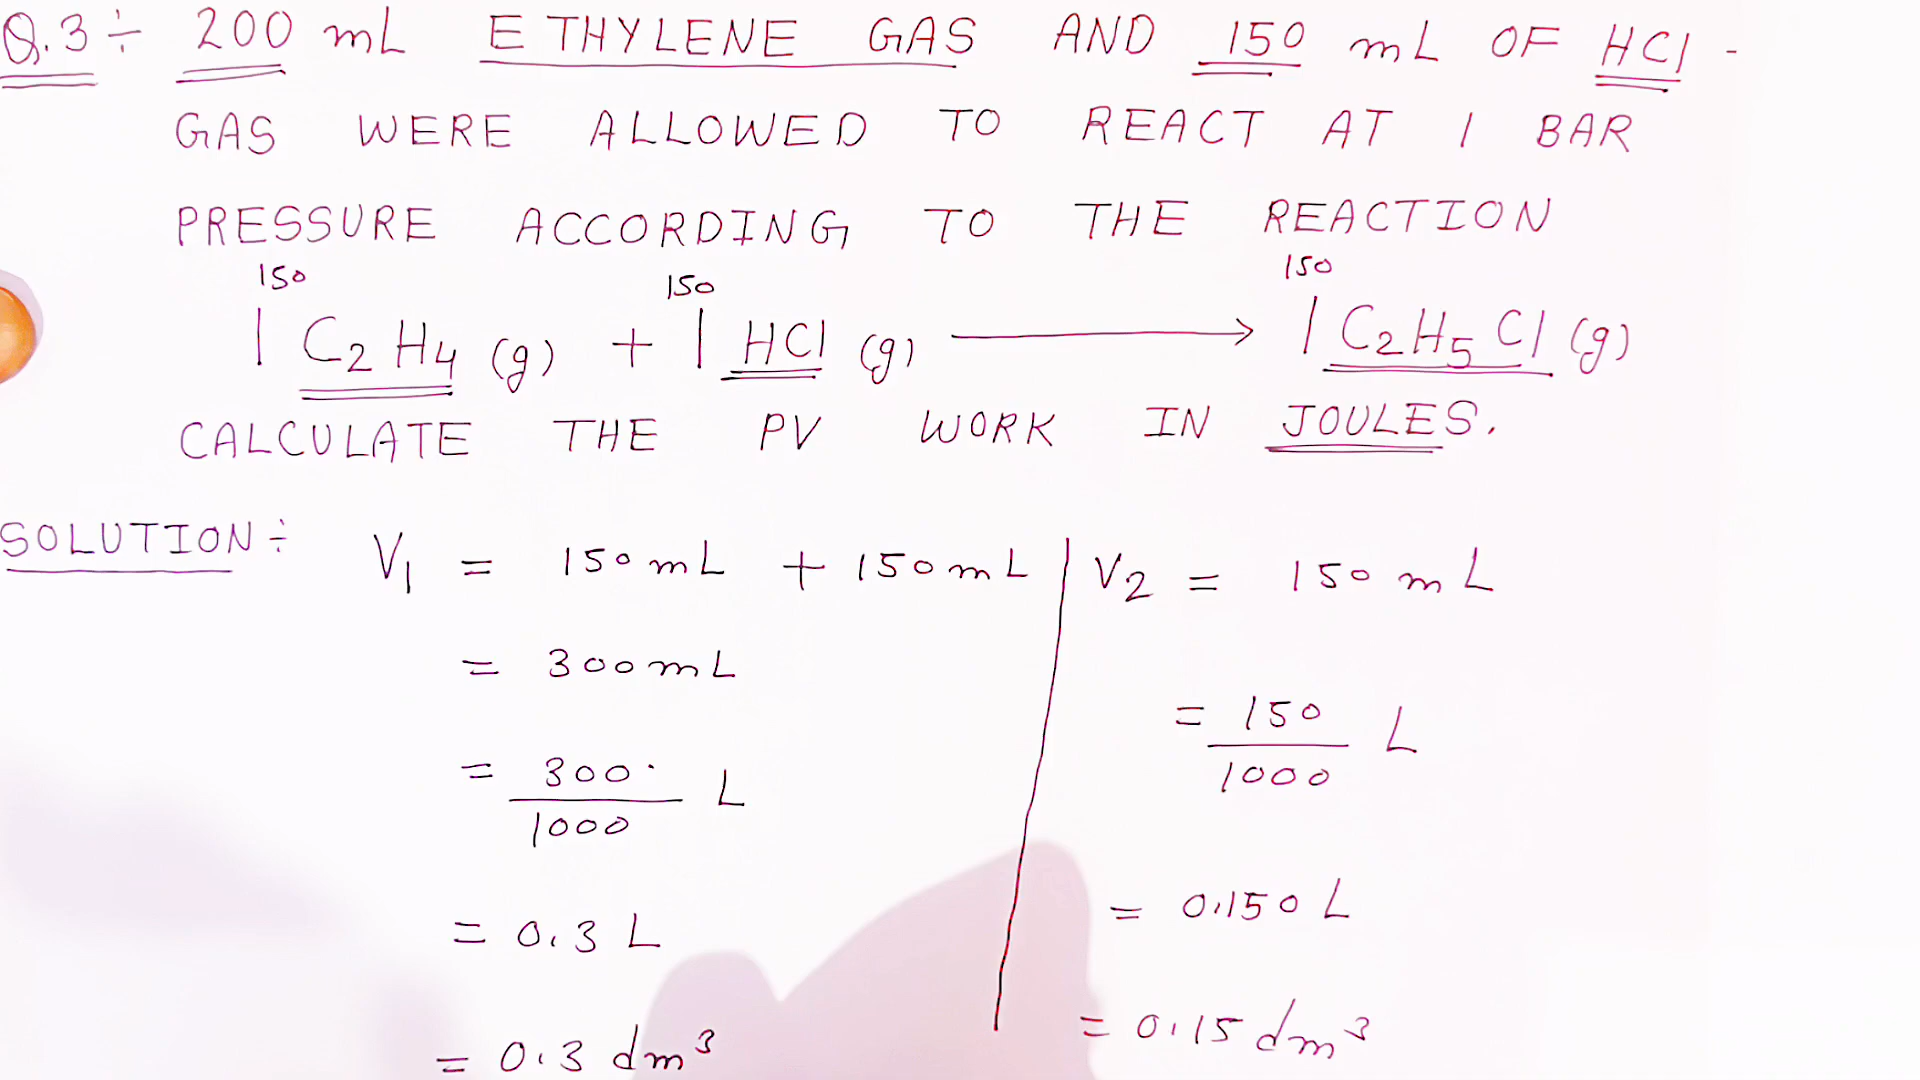 Q.3 ÷ 200 mL ETHYLENE GAS AND 150 mL OF HCl -
GAS WERE ALLOWED TO REACT AT 1 BAR
PRESSURE ACCORDING TO THE REACTION
150 150 150
1 C2H4 (g) + 1 HCl (g) → 1 C2H5Cl (g)
CALCULATE THE PV WORK IN JOULES.
SOLUTION ÷ V1 = 150 mL + 150 mL | V2 = 150 mL
= 300 mL
= 150/1000 L
= 300/1000 L
= 0.150 L
= 0.3 L
= 0.15 dm³
= 0.3 dm³